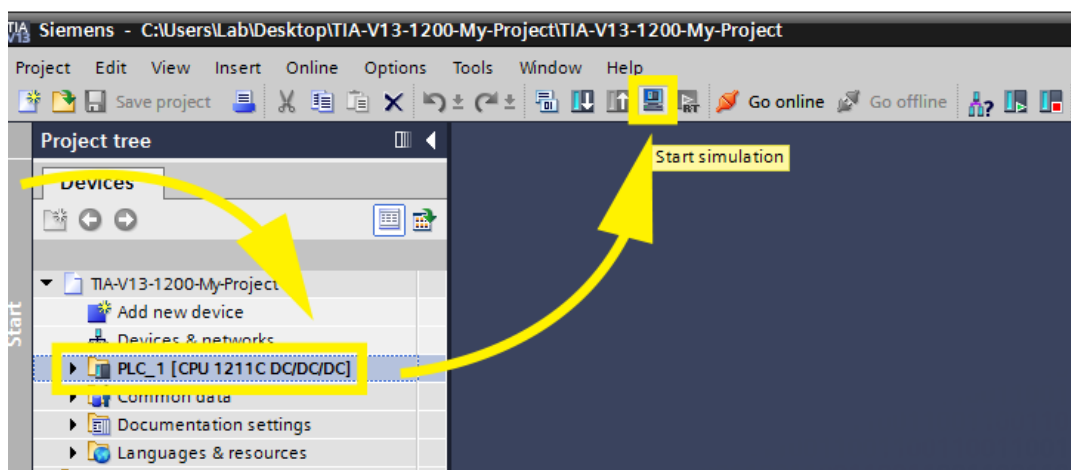 TIA V13 Siemens - C:\Users\Lab\Desktop\TIA-V13-1200-My-Project\TIA-V13-1200-My-Project
Project Edit View Insert Online Options Tools Window Help
Save project RT Go online Go offline
Project tree
Start simulation
Devices
TIA-V13-1200-My-Project
Add new device
Devices & networks
PLC_1 [CPU 1211C DC/DC/DC]
Common data
Documentation settings
Languages & resources
Start